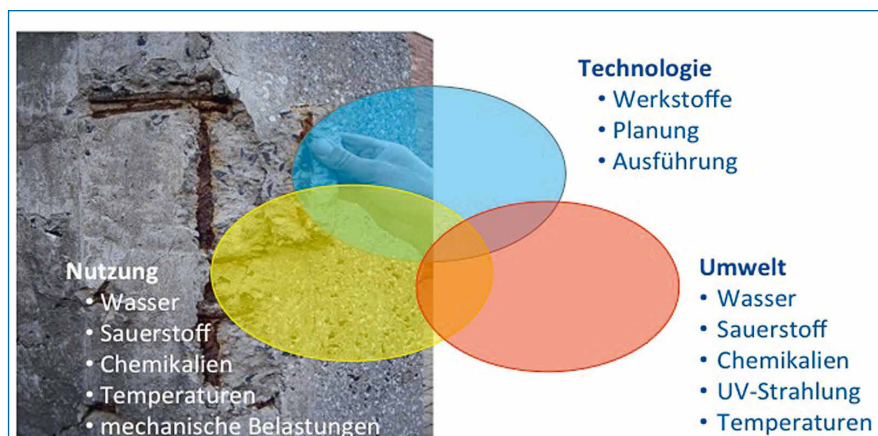 Technologie
• Werkstoffe
• Planung
• Ausführung
Nutzung
• Wasser
• Sauerstoff
• Chemikalien
• Temperaturen
• mechanische Belastungen
Umwelt
• Wasser
• Sauerstoff
• Chemikalien
• UV-Strahlung
• Temperaturen